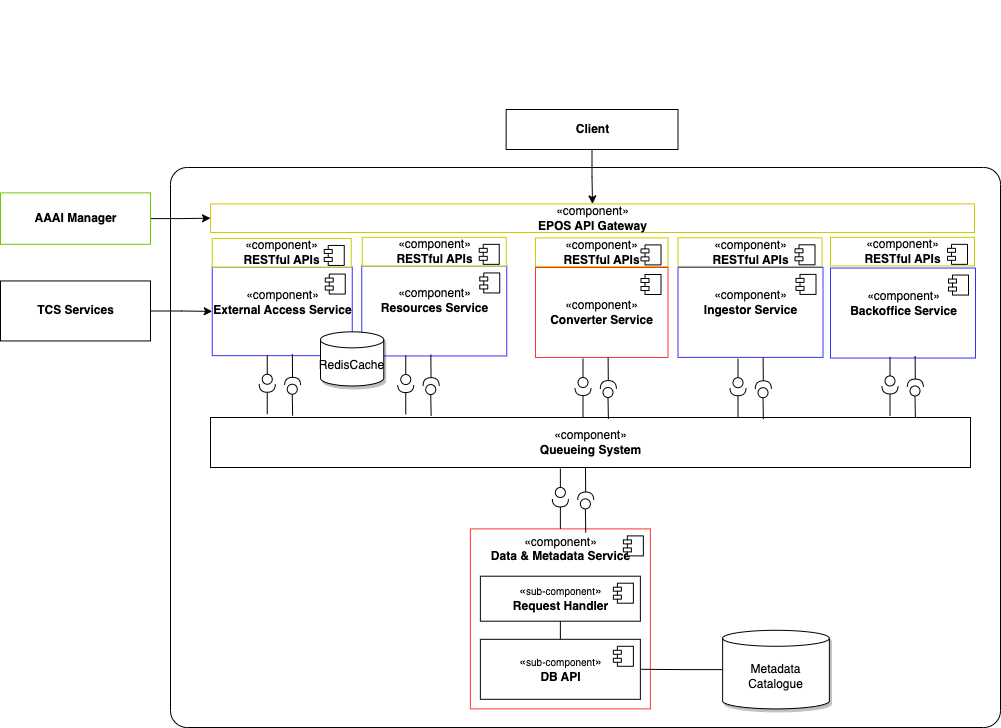 Client
«component»
EPOS API Gateway
AAAI Manager
«component»
RESTful APIs
«component»
RESTful APIs
«component»
RESTful APIs
«component»
RESTful APIs
«component»
RESTful APIs
TCS Services
«component»
External Access Service
«component»
Resources Service
«component»
Converter Service
«component»
Ingestor Service
«component»
Backoffice Service
RedisCache
«component»
Queueing System
«component»
Data & Metadata Service
«sub-component»
Request Handler
«sub-component»
DB API
Metadata
Catalogue